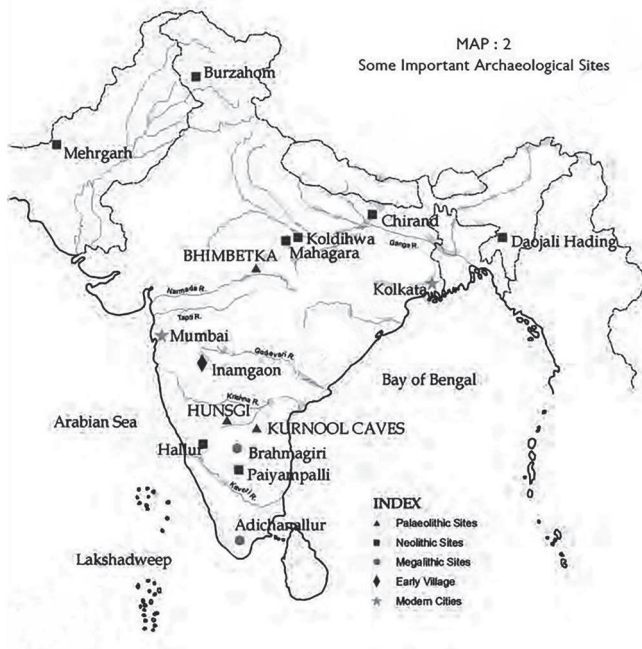 MAP : 2
Some Important Archaeological Sites
Burzahom
Mehrgarh
Chirand
Koldihwa
Mahagara
Daojali Hading
Ganga R.
BHIMBETKA
Narmada R.
Kolkata
Tapti R.
Mumbai
Godavari R.
Inamgaon
Bay of Bengal
Krishna R.
HUNSGI
Arabian Sea
KURNOOL CAVES
Hallur
Brahmagiri
Paiyampalli
Kaveri R.
INDEX
Adichanallur
Palaeolithic Sites
Neolithic Sites
Lakshadweep
Megalithic Sites
Early Village
Modern Cities